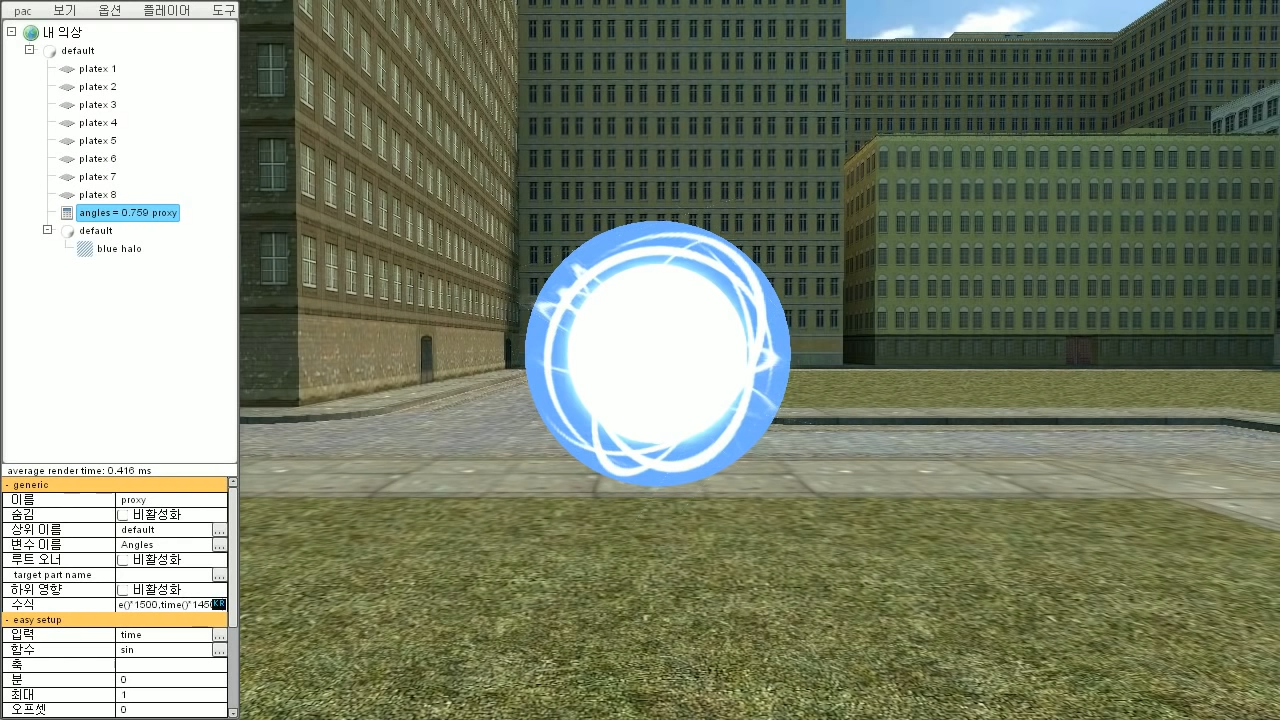 pac 보기 옵션 플레이어 도구
내 의상
default
platex 1
platex 2
platex 3
platex 4
platex 5
platex 6
platex 7
platex 8
angles = 0.759 proxy
default
blue halo
average render time: 0.416 ms
- generic
이름 proxy
숨김 비활성화
상위 이름 default ...
변수 이름 Angles ...
루트 오너 비활성화
target part name ...
하위 영향 비활성화
수식 e()*1500,time()*145 KR
- easy setup
입력 time ...
함수 sin ...
축
분 0
최대 1
오프셋 0